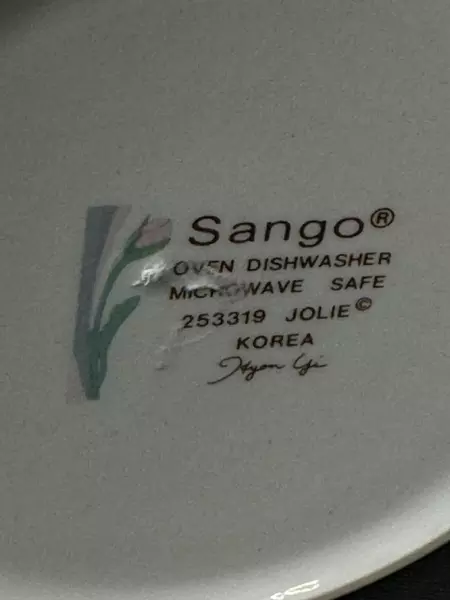 Sango®
OVEN DISHWASHER
MICROWAVE SAFE
253319 JOLIE©
KOREA